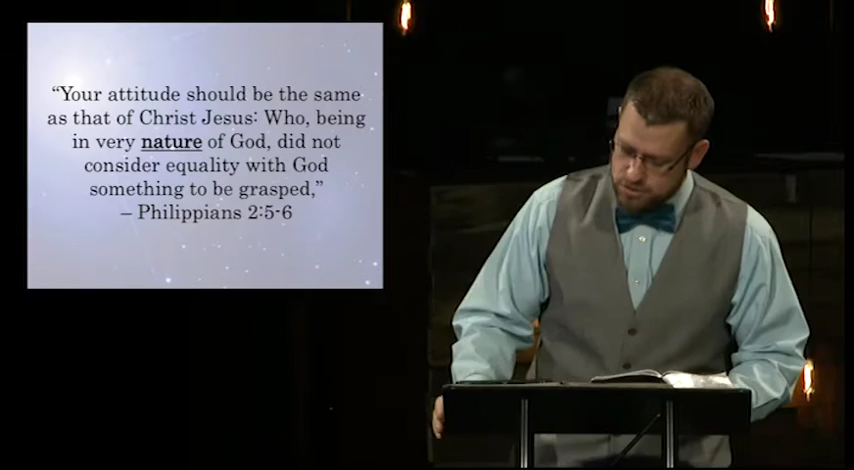 “Your attitude should be the same
as that of Christ Jesus: Who, being
in very nature of God, did not
consider equality with God
something to be grasped,”
– Philippians 2:5-6